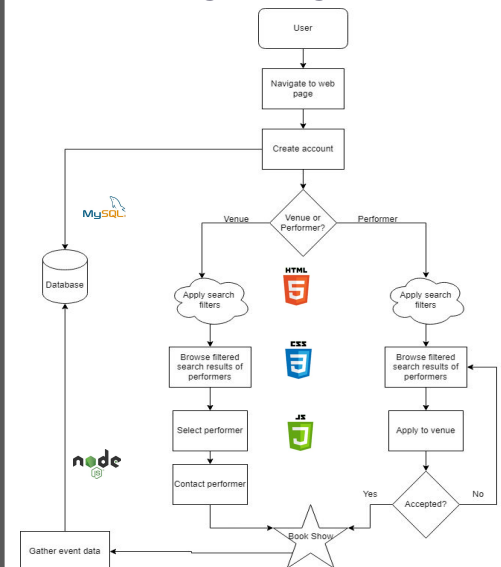 User
Navigate to web
page
Create account
MySQL
Venue
Venue or
Performer?
Performer
Database
HTML
5
Apply search
filters
Apply search
filters
CSS
3
Browse filtered
search results of
performers
Browse filtered
search results of
performers
JS
Select performer
Apply to venue
node
JS
Contact performer
Yes
Accepted?
No
Book Show
Gather event data